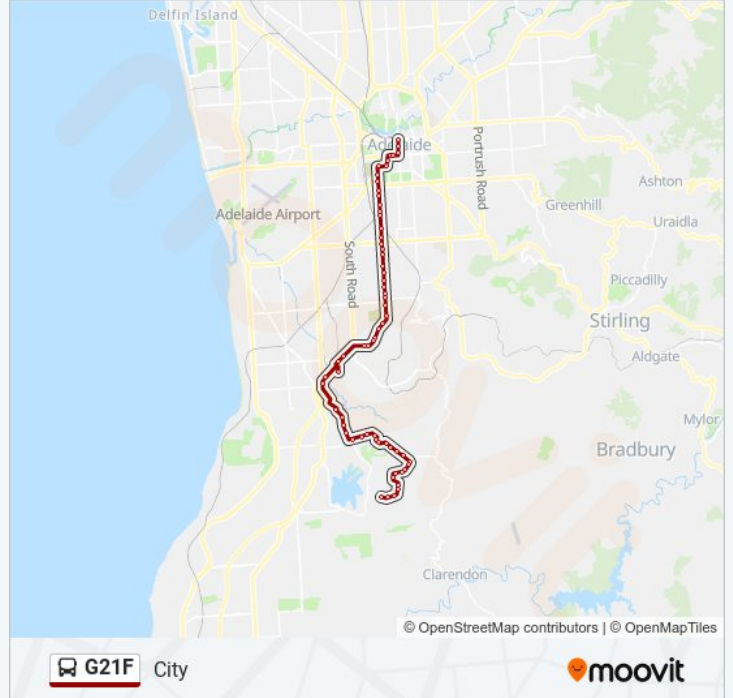 Delfin Island
Adelaide
Portrush Road
Ashton
Greenhill
Adelaide Airport
Uraidla
South Road
Piccadilly
Stirling
Aldgate
Mylor
Bradbury
Clarendon
© OpenStreetMap contributors | © OpenMapTiles
G21F City
moovit